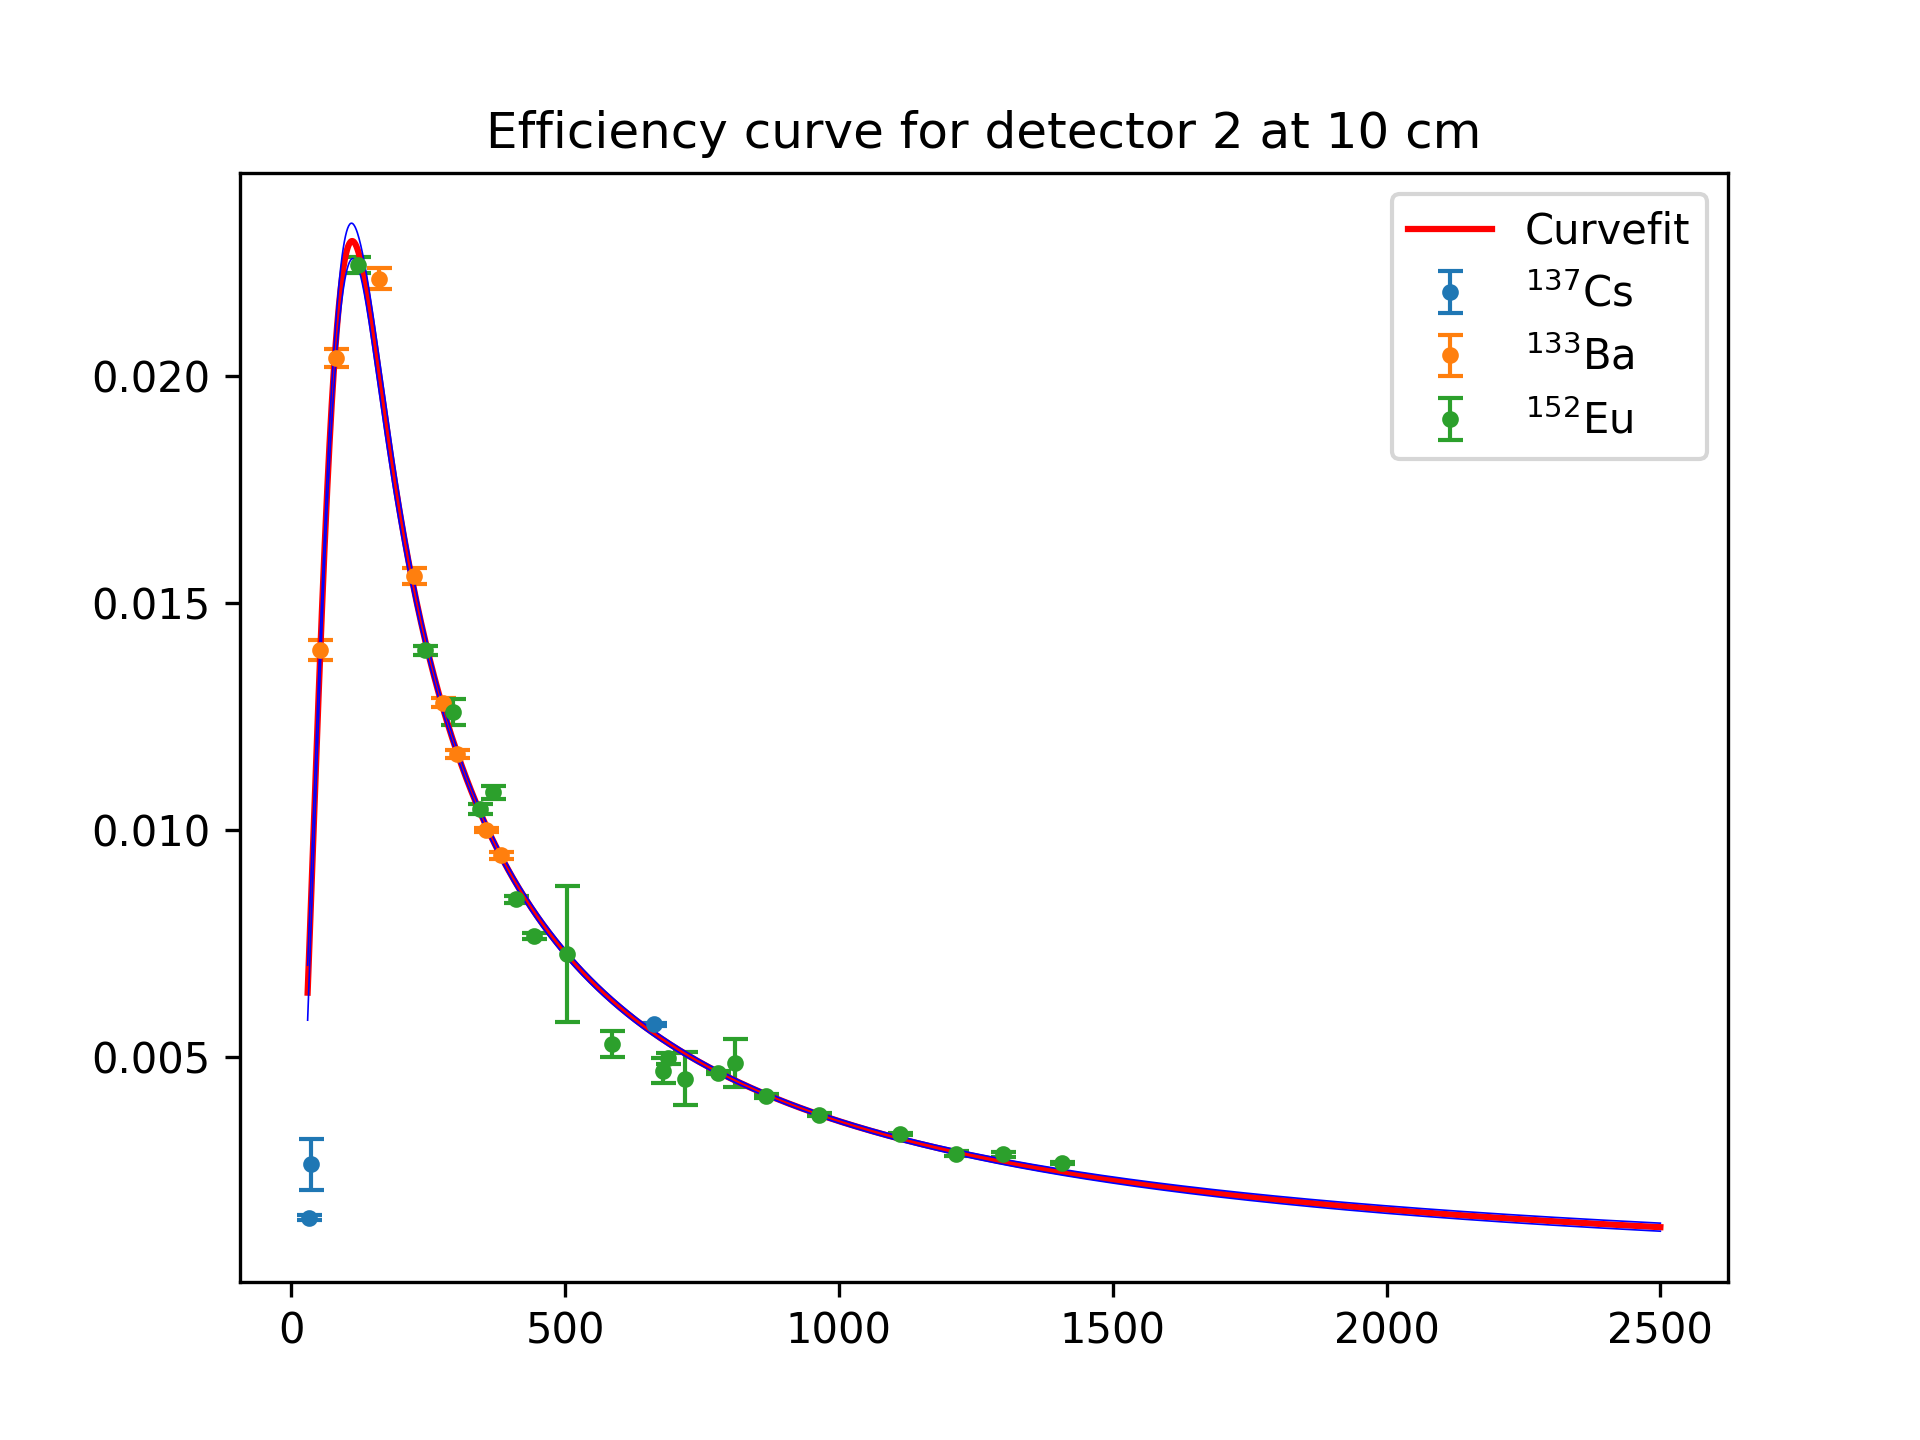 Efficiency curve for detector 2 at 10 cm
Curvefit
¹³⁷Cs
¹³³Ba
¹⁵²Eu
0.020
0.015
0.010
0.005
0 500 1000 1500 2000 2500